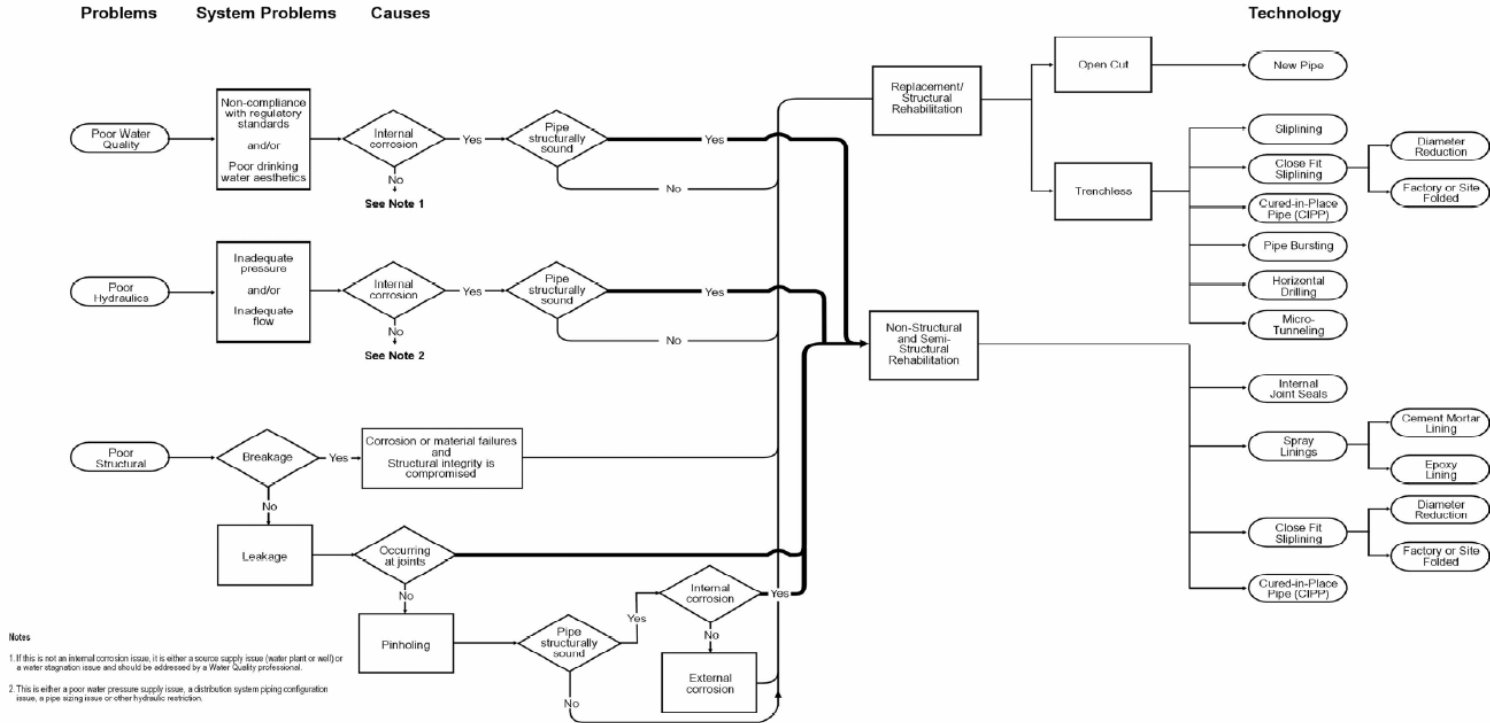 Problems
System Problems
Causes
Technology
Poor Water
Quality
Non-compliance
with regulatory
standards
and/or
Poor drinking
water aesthetics
Internal
corrosion
Yes
No
See Note 1
Pipe
structurally
sound
Yes
No
Replacement/
Structural
Rehabilitation
Open Cut
New Pipe
Trenchless
Sliplining
Close Fit
Sliplining
Diameter
Reduction
Factory or Site
Folded
Cured-in-Place
Pipe (CIPP)
Pipe Bursting
Horizontal
Drilling
Micro-
Tunneling
Poor
Hydraulics
Inadequate
pressure
and/or
Inadequate
flow
Internal
corrosion
Yes
No
See Note 2
Pipe
structurally
sound
Yes
No
Non-Structural
and Semi-
Structural
Rehabilitation
Internal
Joint Seals
Spray
Linings
Cement Mortar
Lining
Epoxy
Lining
Close Fit
Sliplining
Diameter
Reduction
Factory or Site
Folded
Cured-in-Place
Pipe (CIPP)
Poor
Structural
Breakage
Yes
Corrosion or material failures
and
Structural integrity is
compromised
No
Leakage
Occurring
at joints
No
Pinholing
Pipe
structurally
sound
Yes
No
Internal
corrosion
Yes
No
External
corrosion
Notes
1. If this is not an internal corrosion issue, it is either a source supply issue (water plant or well) or
a water stagnation issue and should be addressed by a Water Quality professional.
2. This is either a poor water pressure supply issue, a distribution system piping configuration
issue, a pipe sizing issue or other hydraulic restriction.